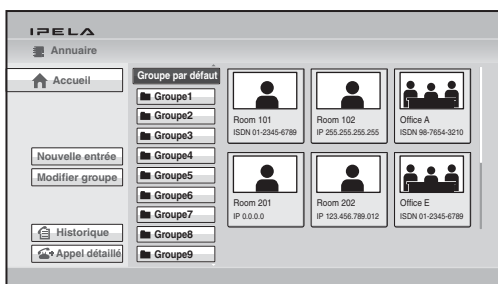 IPELA
Annuaire
Accueil
Nouvelle entrée
Modifier groupe
Historique
Appel détaillé
Groupe par défaut
Groupe1
Groupe2
Groupe3
Groupe4
Groupe5
Groupe6
Groupe7
Groupe8
Groupe9
Room 101
ISDN 01-2345-6789
Room 102
IP 255.255.255.255
Office A
ISDN 98-7654-3210
Room 201
IP 0.0.0.0
Room 202
IP 123.456.789.012
Office E
ISDN 01-2345-6789